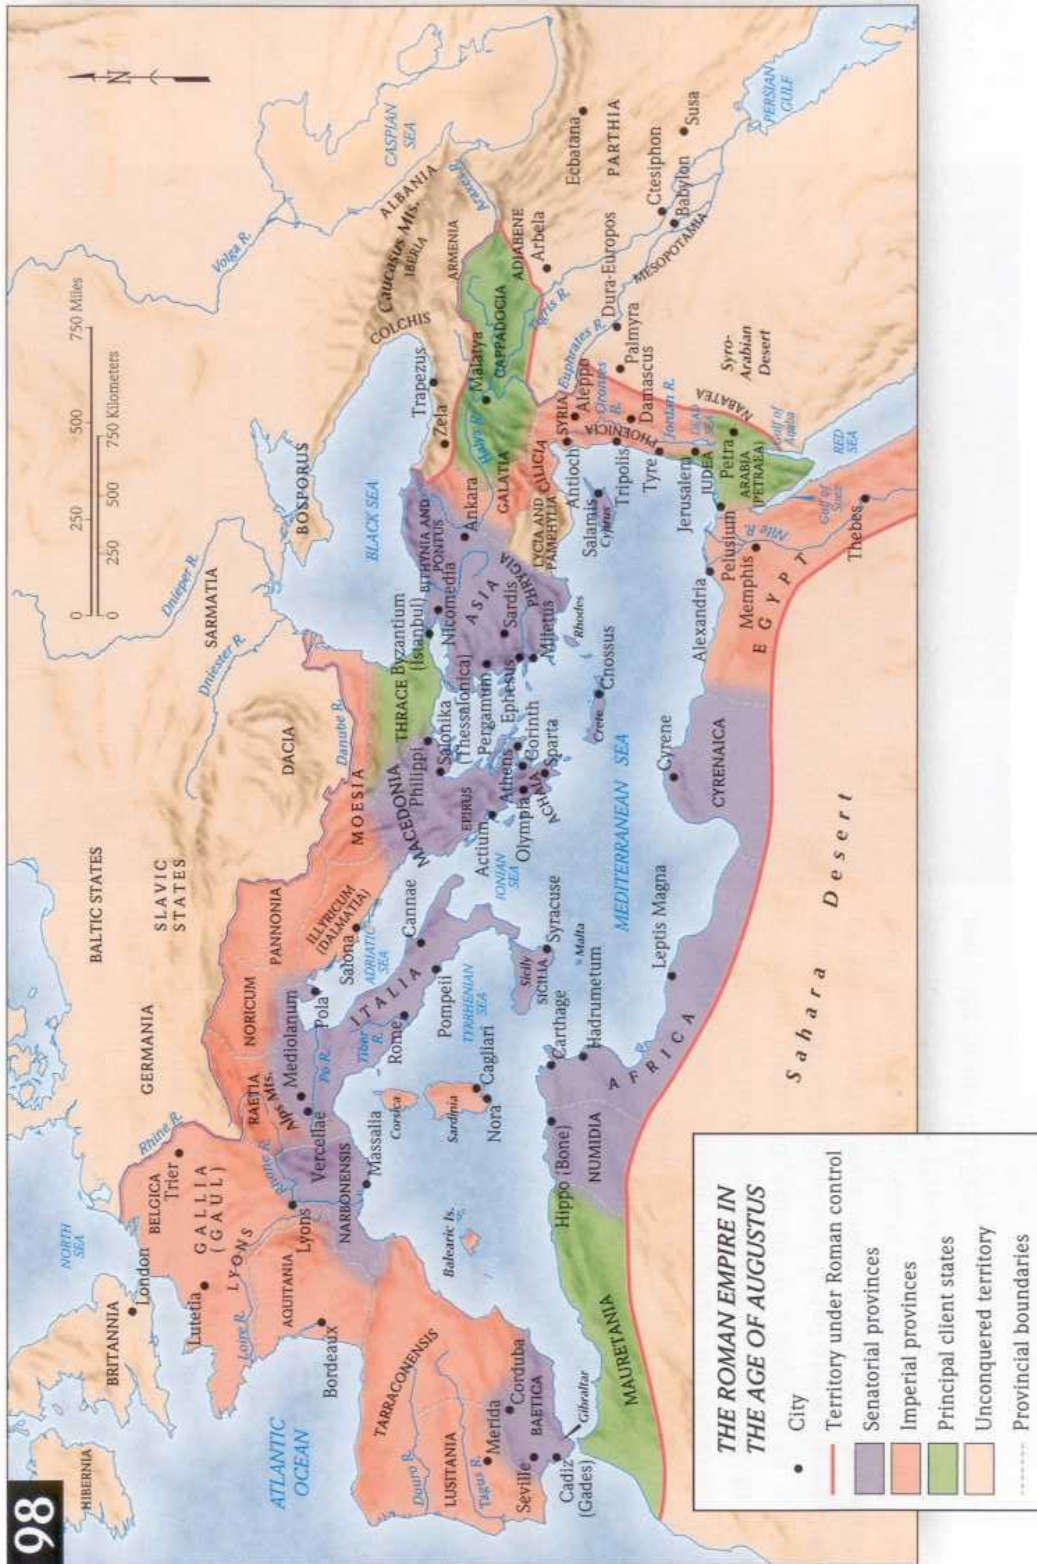 98
N
0
250
500
750 Miles
0
250
500
750 Kilometers
HIBERNIA
BRITANNIA
London
NORTH
SEA
ATLANTIC
OCEAN
BALTIC STATES
SLAVIC
STATES
GERMANIA
Rhine R.
BELGICA
Trier
GALLIA
(GAUL)
Lutetia
LYONS
Loire R.
AQUITANIA
Bordeaux
Lyons
Rhone R.
NARBONENSIS
Massalia
Vercellae
Alps Mts.
RAETIA
Mediolanum
Po R.
NORICUM
PANNONIA
ILLYRICUM
(DALMATIA)
Salona
Pola
ADRIATIC
SEA
ITALIA
Tiber
R.
Rome
Cannae
Pompeii
TYRRHENIAN
SEA
Corsica
Sardinia
Cagliari
Nora
Balearic Is.
TARRACONENSIS
Douro R.
LUSITANIA
Tagus R.
Merida
Corduba
BAETICA
Seville
Cadiz
(Gades)
Gibraltar
MAURETANIA
Hippo (Bone)
NUMIDIA
Carthage
Hadrumetum
AFRICA
Sicily
SICILIA
Syracuse
Malta
Leptis Magna
MEDITERRANEAN SEA
IONIAN
SEA
Sahara Desert
SARMATIA
Dniester R.
Dnieper R.
Volga R.
DACIA
Danube R.
MOESIA
THRACE
MACEDONIA
Philippi
Salonika
(Thessalonica)
EPIRUS
Actium
Athens
Olympia
Corinth
ACHAIA
Sparta
Byzantium
(Istanbul)
Nicomedia
Pergamum
Ephesus
Sardis
Miletus
ASIA
PHRYGIA
Rhodes
Crete
Cnossus
Cyrene
CYRENAICA
BOSPORUS
BLACK SEA
BITHYNIA AND
PONTUS
Ankara
GALATIA
LYCIA AND
PAMPHYLIA
CILICIA
Halys R.
Zela
Trapezus
Malatya
CAPPADOCIA
ARMENIA
COLCHIS
Caucasus Mts.
IBERIA
ALBANIA
Araxes R.
CASPIAN
SEA
ADIABENE
Arbela
Tigris R.
Euphrates R.
Ecbatana
PARTHIA
Ctesiphon
Babylon
Susa
MESOPOTAMIA
PERSIAN
GULF
Dura-Europos
Palmyra
Aleppo
Orontes
R.
SYRIA
Antioch
Salamis
Cyprus
PHOENICIA
Tripolis
Damascus
Tyre
Jordan R.
DEAD
SEA
Jerusalem
JUDEA
NABATEA
Syro-
Arabian
Desert
Petra
ARABIA
(PETRAEA)
Gulf of
Aqaba
RED
SEA
Gulf of
Suez
Pelusium
Alexandria
Memphis
Nile R.
EGYPT
Thebes
THE ROMAN EMPIRE IN
THE AGE OF AUGUSTUS
City
Territory under Roman control
Senatorial provinces
Imperial provinces
Principal client states
Unconquered territory
Provincial boundaries